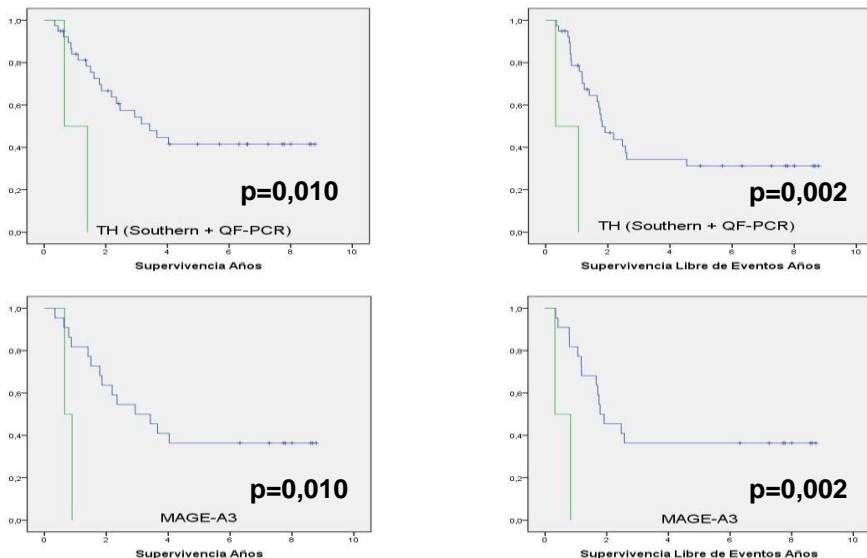 1,0
0,8
0,6
0,4
0,2
0,0
p=0,010
TH (Southern + QF-PCR)
0 2 4 6 8 10
Supervivencia Años
1,0
0,8
0,6
0,4
0,2
0,0
p=0,002
TH (Southern + QF-PCR)
0 2 4 6 8 10
Supervivencia Libre de Eventos Años
1,0
0,8
0,6
0,4
0,2
0,0
p=0,010
MAGE-A3
0 2 4 6 8 10
Supervivencia Años
1,0
0,8
0,6
0,4
0,2
0,0
p=0,002
MAGE-A3
0 2 4 6 8 10
Supervivencia Libre de Eventos Años